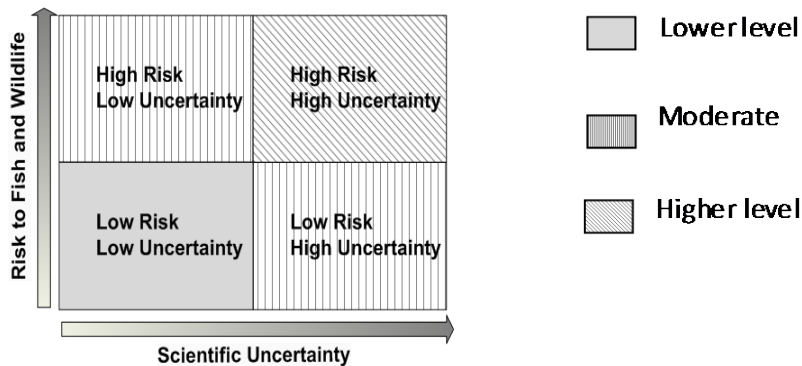 Risk to Fish and Wildlife
High Risk
Low Uncertainty
High Risk
High Uncertainty
Low Risk
Low Uncertainty
Low Risk
High Uncertainty
Scientific Uncertainty
Lower level
Moderate
Higher level